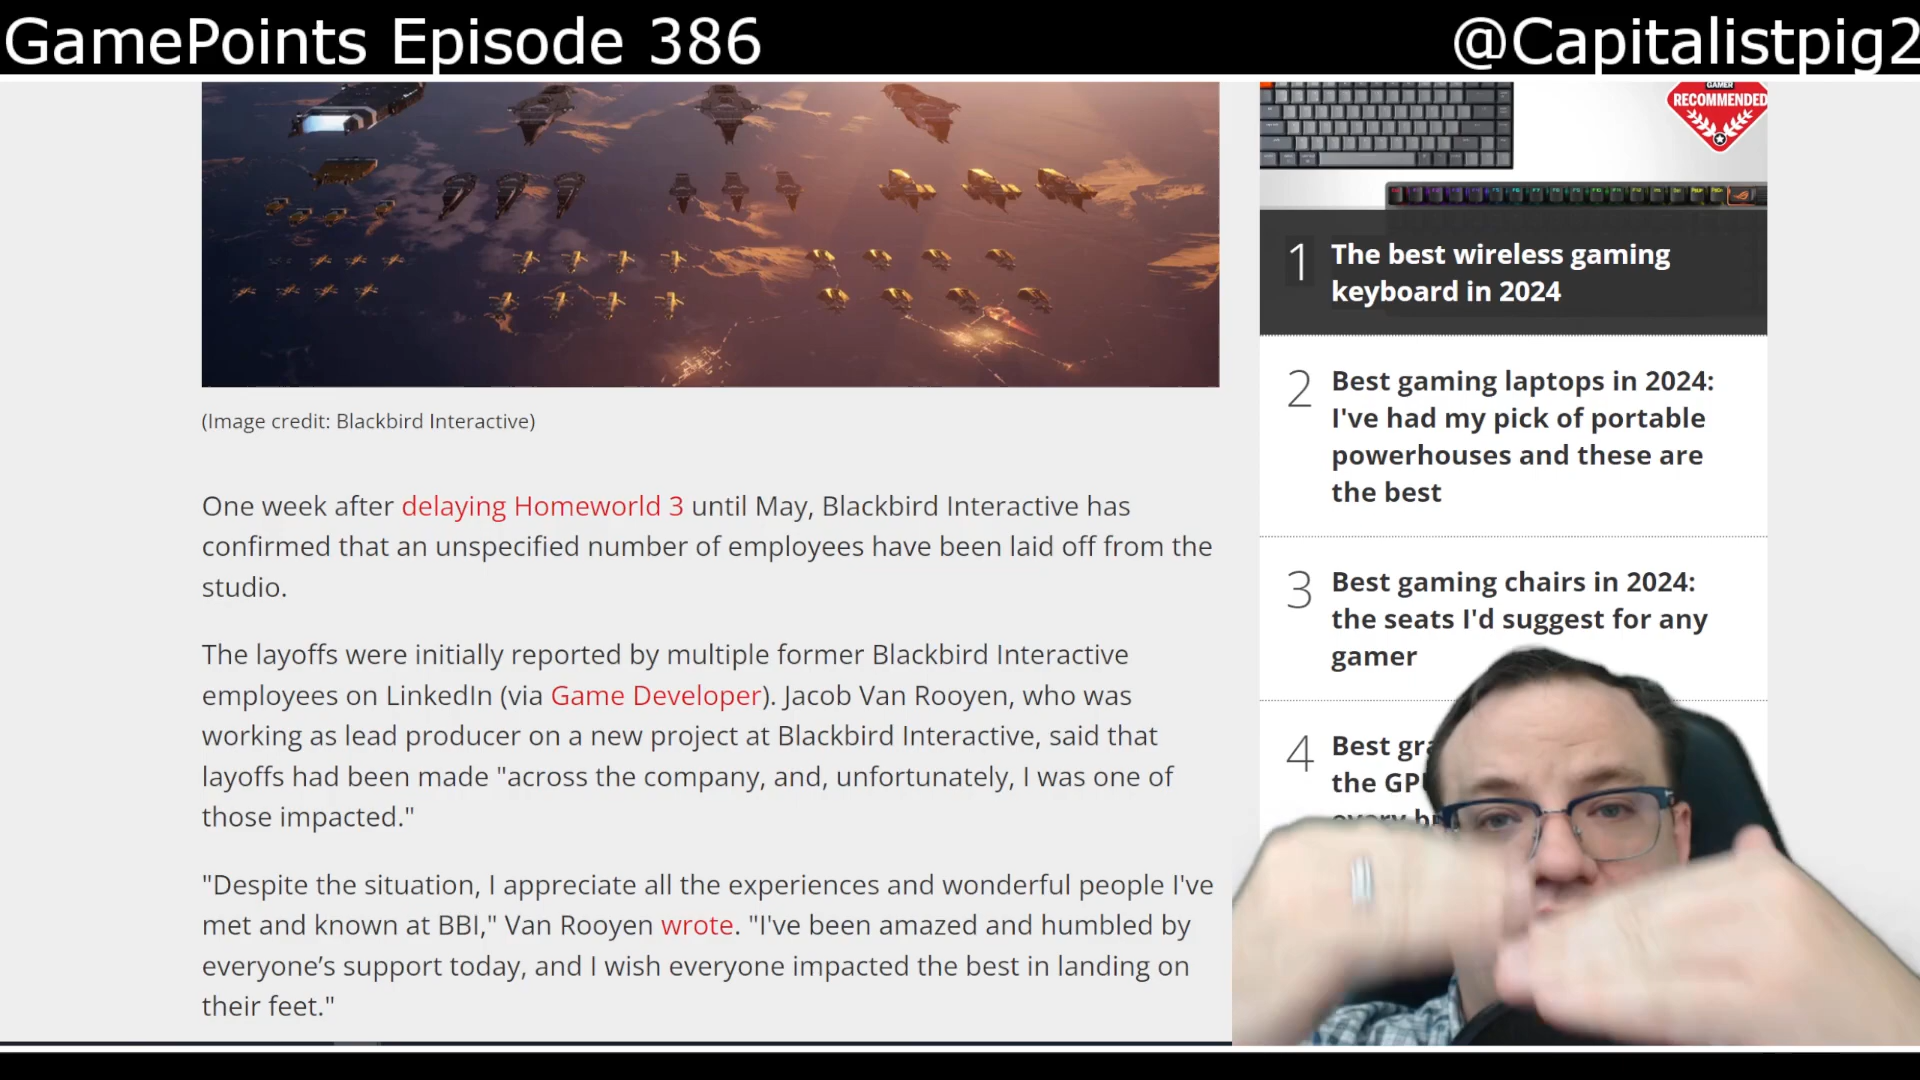 GamePoints Episode 386
@Capitalistpig2
GAMER
RECOMMENDED
1
The best wireless gaming
keyboard in 2024
2
Best gaming laptops in 2024:
I've had my pick of portable
powerhouses and these are
the best
3
Best gaming chairs in 2024:
the seats I'd suggest for any
gamer
4
Best gra
the GP
every b
(Image credit: Blackbird Interactive)
One week after delaying Homeworld 3 until May, Blackbird Interactive has
confirmed that an unspecified number of employees have been laid off from the
studio.
The layoffs were initially reported by multiple former Blackbird Interactive
employees on LinkedIn (via Game Developer). Jacob Van Rooyen, who was
working as lead producer on a new project at Blackbird Interactive, said that
layoffs had been made "across the company, and, unfortunately, I was one of
those impacted."
"Despite the situation, I appreciate all the experiences and wonderful people I've
met and known at BBI," Van Rooyen wrote. "I've been amazed and humbled by
everyone’s support today, and I wish everyone impacted the best in landing on
their feet."